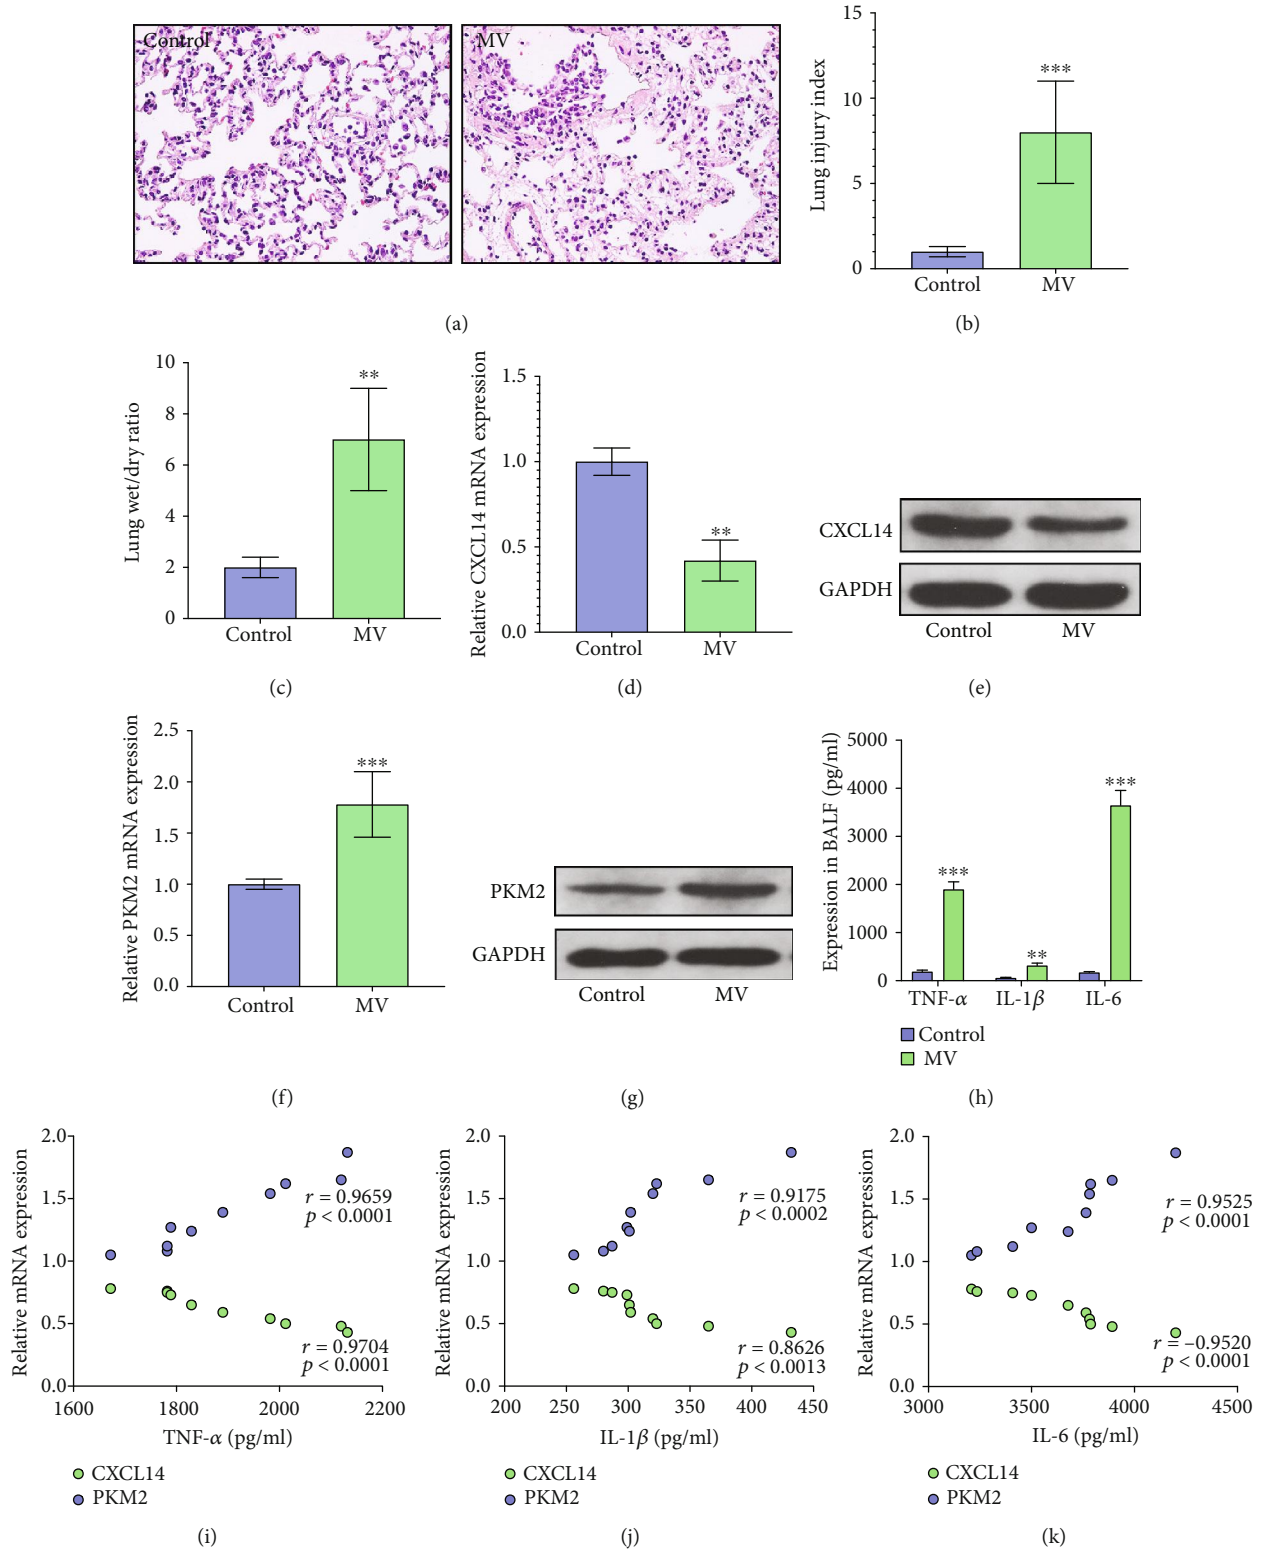 Control
MV
Lung injury index
15
10
5
0
***
Control
MV
(a)
(b)
Lung wet/dry ratio
10
8
6
4
2
0
**
Control
MV
(c)
Relative CXCL14 mRNA expression
1.5
1.0
0.5
0.0
**
Control
MV
(d)
CXCL14
GAPDH
Control
MV
(e)
Relative PKM2 mRNA expression
2.5
2.0
1.5
1.0
0.5
0.0
***
Control
MV
(f)
PKM2
GAPDH
Control
MV
(g)
Expression in BALF (pg/ml)
5000
4000
3000
2000
1000
0
***
**
***
TNF-α
IL-1β
IL-6
Control
MV
(h)
Relative mRNA expression
2.0
1.5
1.0
0.5
0.0
r = 0.9659
p < 0.0001
r = 0.9704
p < 0.0001
1600
1800
2000
2200
TNF-α (pg/ml)
CXCL14
PKM2
(i)
Relative mRNA expression
2.0
1.5
1.0
0.5
0.0
r = 0.9175
p < 0.0002
r = 0.8626
p < 0.0013
200
250
300
350
400
450
IL-1β (pg/ml)
CXCL14
PKM2
(j)
Relative mRNA expression
2.0
1.5
1.0
0.5
0.0
r = 0.9525
p < 0.0001
r = −0.9520
p < 0.0001
3000
3500
4000
4500
IL-6 (pg/ml)
CXCL14
PKM2
(k)